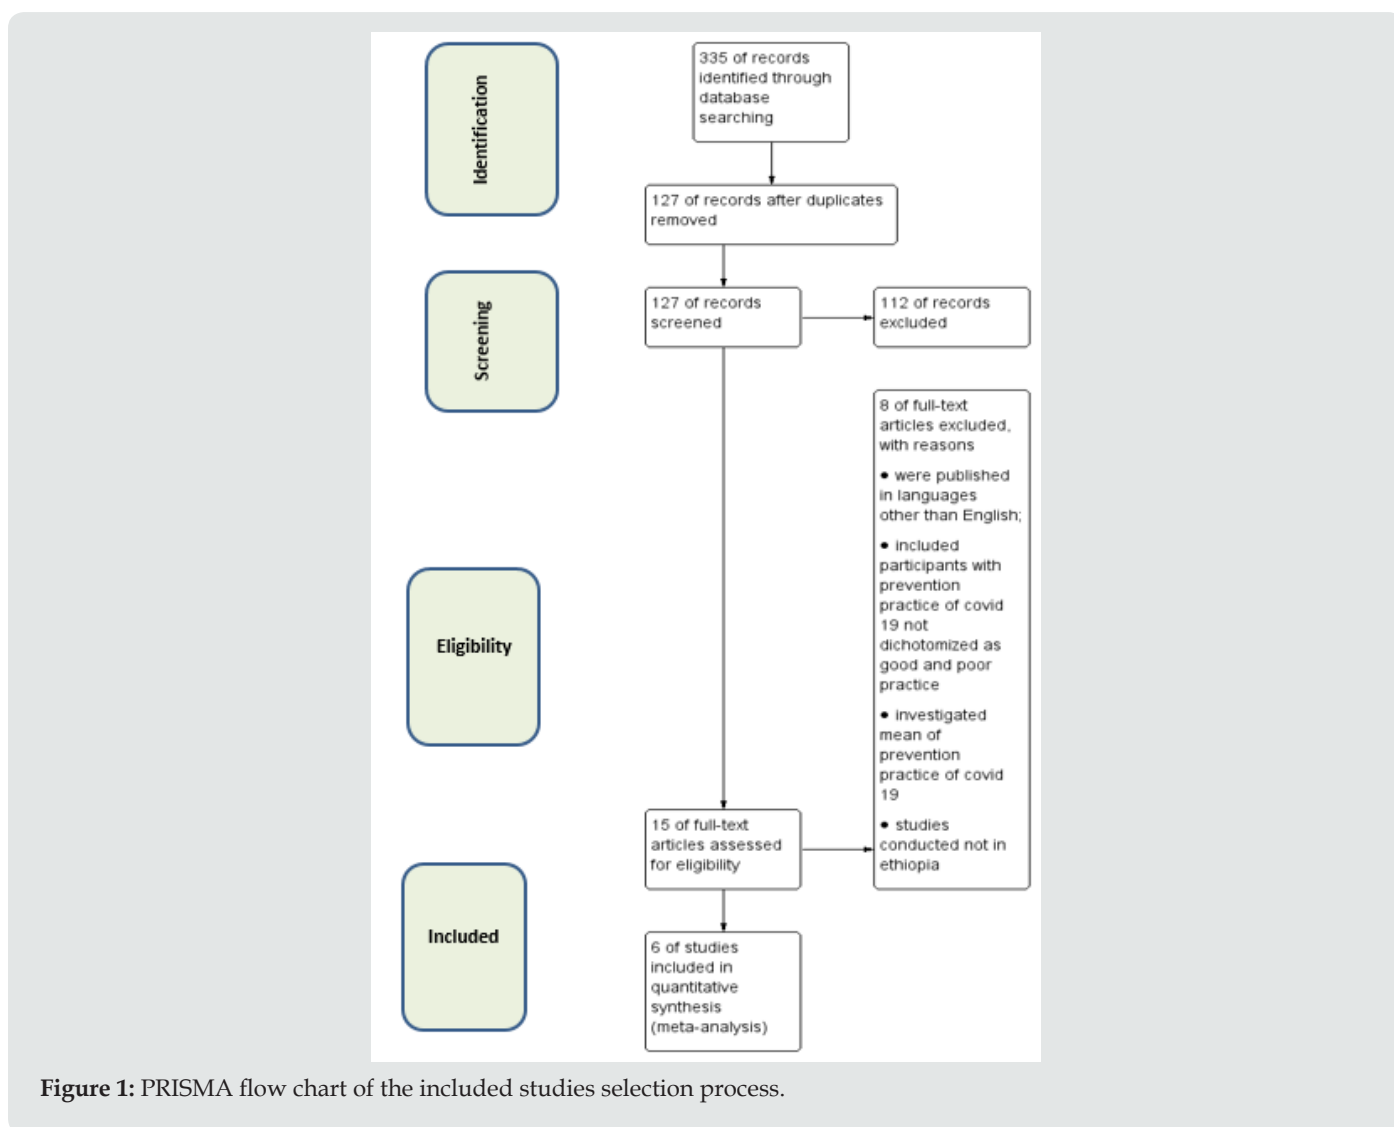 Identification
335 of records
identified through
database
searching
127 of records after duplicates
removed
Screening
127 of records
screened
112 of records
excluded
8 of full-text
articles excluded,
with reasons
• were published
in languages
other than English;
• included
participants with
prevention
practice of covid
19 not
dichotomized as
good and poor
practice
• investigated
mean of
prevention
practice of covid
19
• studies
conducted not in
ethiopia
Eligibility
15 of full-text
articles assessed
for eligibility
Included
6 of studies
included in
quantitative
synthesis
(meta-analysis)
Figure 1: PRISMA flow chart of the included studies selection process.